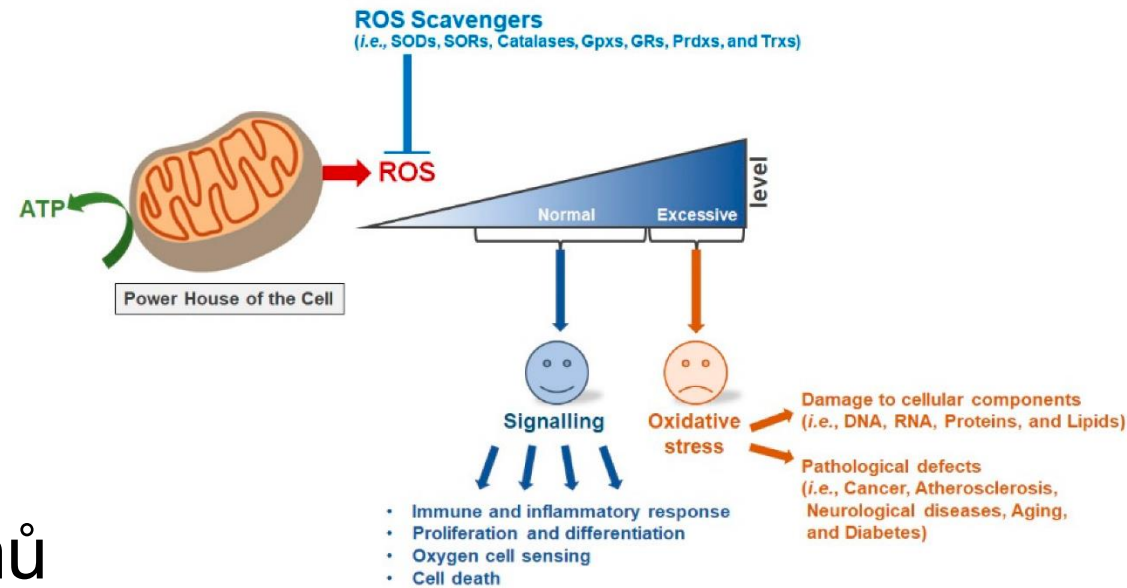 ROS Scavengers
(i.e., SODs, SORs, Catalases, Gpxs, GRs, Prdxs, and Trxs)
ROS
ATP
level
Normal
Excessive
Power House of the Cell
Signalling
Oxidative
stress
Damage to cellular components
(i.e., DNA, RNA, Proteins, and Lipids)
Pathological defects
(i.e., Cancer, Atherosclerosis,
Neurological diseases, Aging,
and Diabetes)
• Immune and inflammatory response
• Proliferation and differentiation
• Oxygen cell sensing
• Cell death